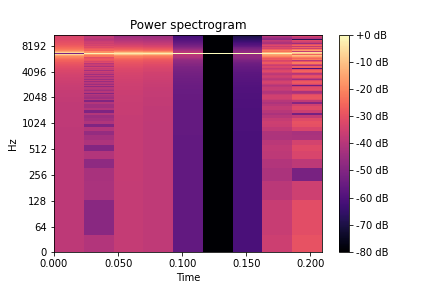 Power spectrogram
8192
4096
2048
1024
512
256
128
64
0
Hz
0.000 0.050 0.100 0.150 0.200
Time
+0 dB
-10 dB
-20 dB
-30 dB
-40 dB
-50 dB
-60 dB
-70 dB
-80 dB